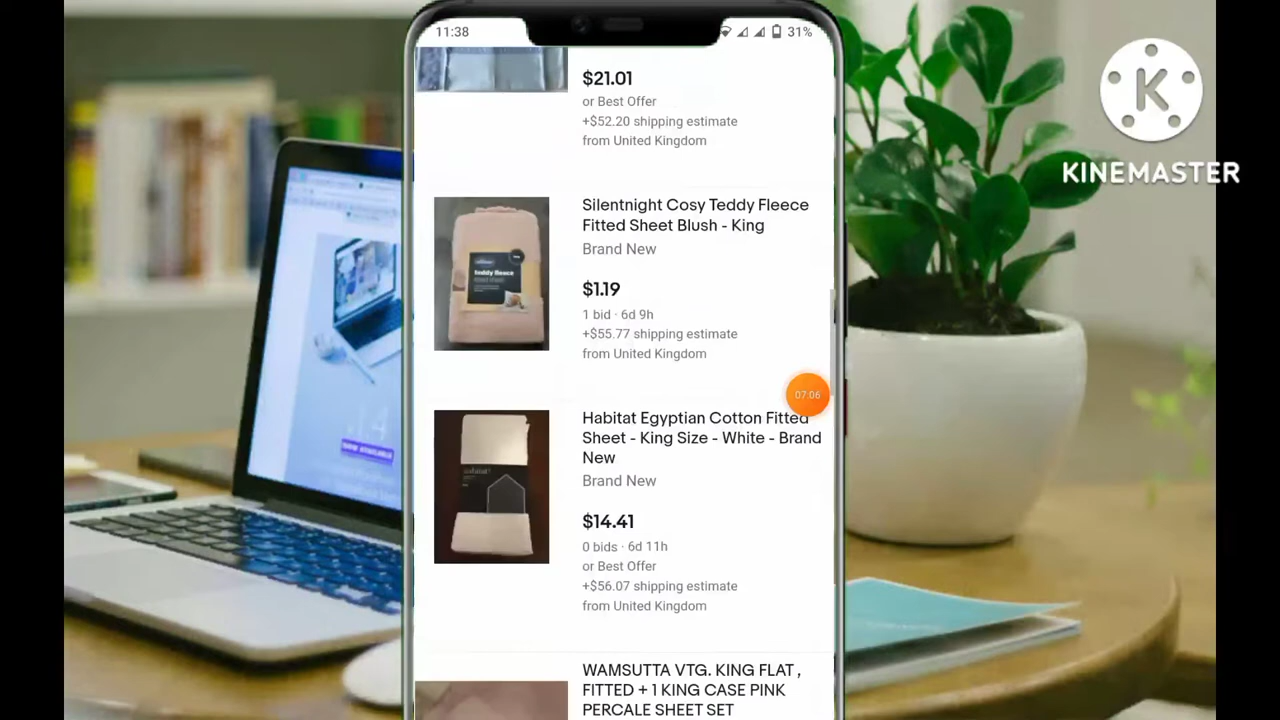 11:38
31%
$21.01
or Best Offer
+$52.20 shipping estimate
from United Kingdom
Silentnight Cosy Teddy Fleece
Fitted Sheet Blush - King
Brand New
$1.19
1 bid · 6d 9h
+$55.77 shipping estimate
from United Kingdom
teddy fleece
07:06
Habitat Egyptian Cotton Fitted
Sheet - King Size - White - Brand
New
Brand New
$14.41
0 bids · 6d 11h
or Best Offer
+$56.07 shipping estimate
from United Kingdom
WAMSUTTA VTG. KING FLAT ,
FITTED + 1 KING CASE PINK
PERCALE SHEET SET
K
KINEMASTER